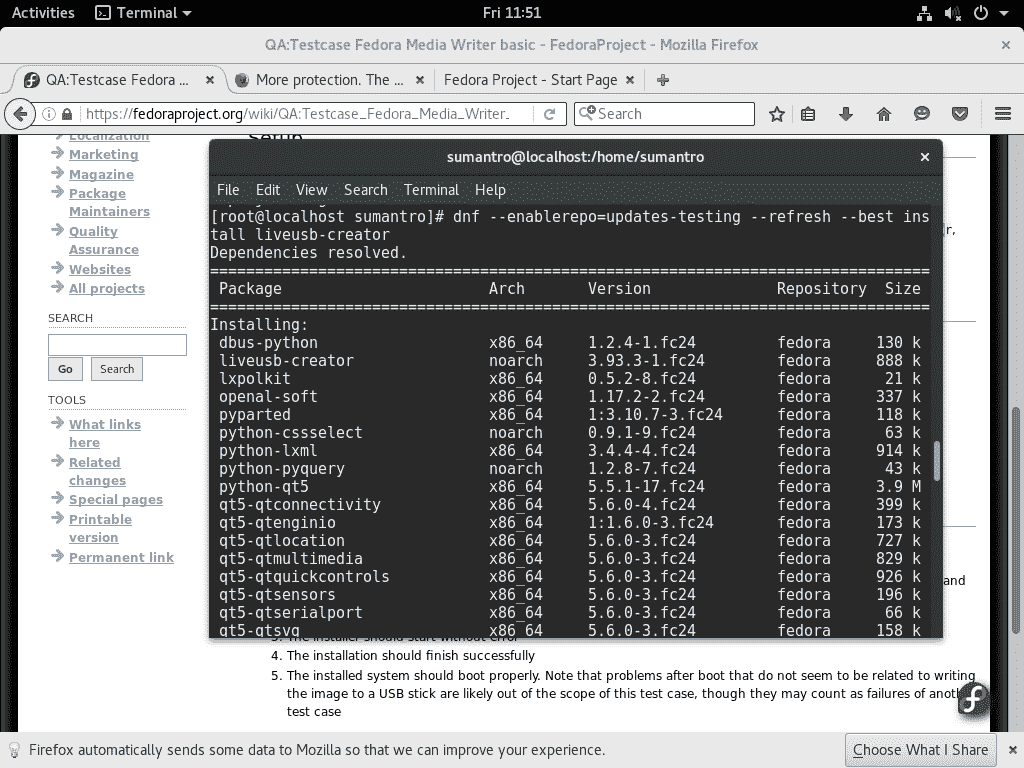 Activities Terminal Fri 11:51
QA:Testcase Fedora Media Writer basic - FedoraProject - Mozilla Firefox ×
QA:Testcase Fedora ... × More protection. The ... × Fedora Project - Start Page ×
https://fedoraproject.org/wiki/QA:Testcase_Fedora_Media_Writer_ Search
Localization
Marketing
Magazine
Package
Maintainers
Quality
Assurance
Websites
All projects
SEARCH
Go Search
TOOLS
What links
here
Related
changes
Special pages
Printable
version
Permanent link
Setup
sumantro@localhost:/home/sumantro ×
File Edit View Search Terminal Help
[root@localhost sumantro]# dnf --enablerepo=updates-testing --refresh --best ins
tall liveusb-creator
Dependencies resolved.
================================================================================
Package Arch Version Repository Size
================================================================================
Installing:
dbus-python x86_64 1.2.4-1.fc24 fedora 130 k
liveusb-creator noarch 3.93.3-1.fc24 fedora 888 k
lxpolkit x86_64 0.5.2-8.fc24 fedora 21 k
openal-soft x86_64 1.17.2-2.fc24 fedora 337 k
pyparted x86_64 1:3.10.7-3.fc24 fedora 118 k
python-cssselect noarch 0.9.1-9.fc24 fedora 63 k
python-lxml x86_64 3.4.4-4.fc24 fedora 914 k
python-pyquery noarch 1.2.8-7.fc24 fedora 43 k
python-qt5 x86_64 5.5.1-17.fc24 fedora 3.9 M
qt5-qtconnectivity x86_64 5.6.0-4.fc24 fedora 399 k
qt5-qtenginio x86_64 1:1.6.0-3.fc24 fedora 173 k
qt5-qtlocation x86_64 5.6.0-3.fc24 fedora 727 k
qt5-qtmultimedia x86_64 5.6.0-3.fc24 fedora 829 k
qt5-qtquickcontrols x86_64 5.6.0-3.fc24 fedora 926 k
qt5-qtsensors x86_64 5.6.0-3.fc24 fedora 196 k
qt5-qtserialport x86_64 5.6.0-3.fc24 fedora 66 k
qt5-qtsvg x86_64 5.6.0-3.fc24 fedora 158 k
r,
and
3. The installer should start without error
4. The installation should finish successfully
5. The installed system should boot properly. Note that problems after boot that do not seem to be related to writing
the image to a USB stick are likely out of the scope of this test case, though they may count as failures of anoth
test case
Firefox automatically sends some data to Mozilla so that we can improve your experience. Choose What I Share ×